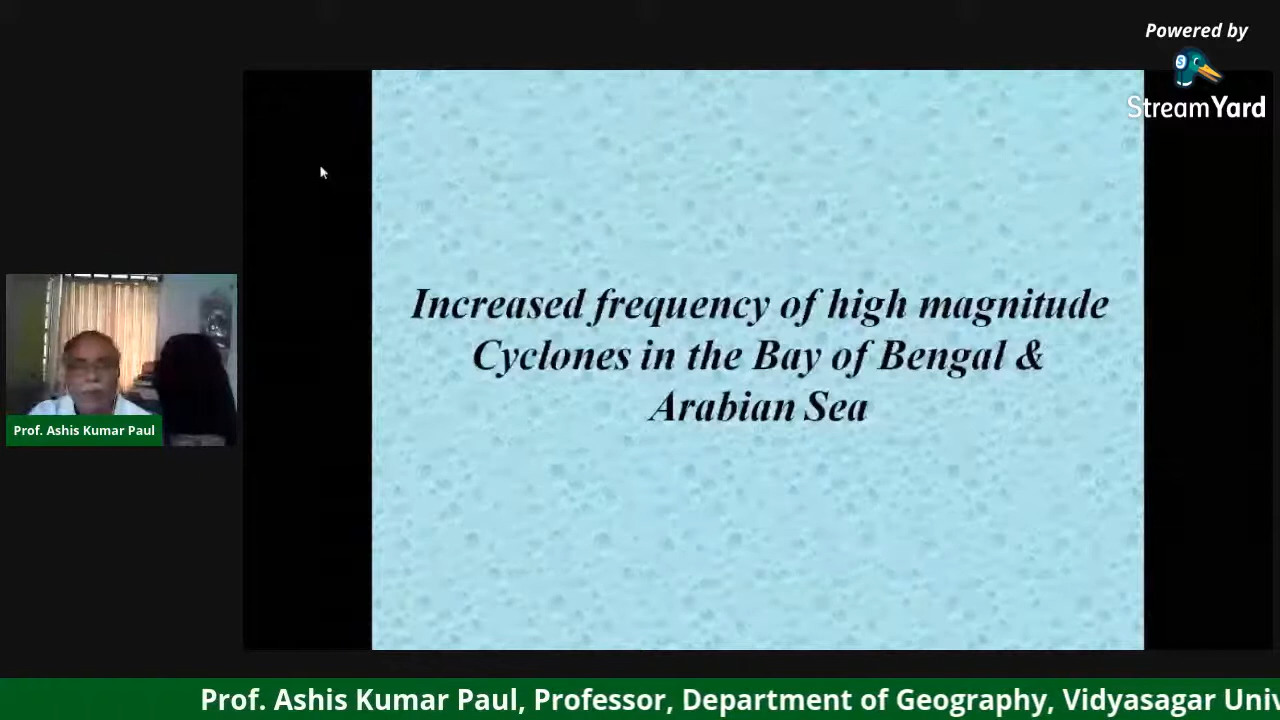 Powered by
StreamYard
Increased frequency of high magnitude
Cyclones in the Bay of Bengal &
Arabian Sea
Prof. Ashis Kumar Paul
Prof. Ashis Kumar Paul, Professor, Department of Geography, Vidyasagar Univ